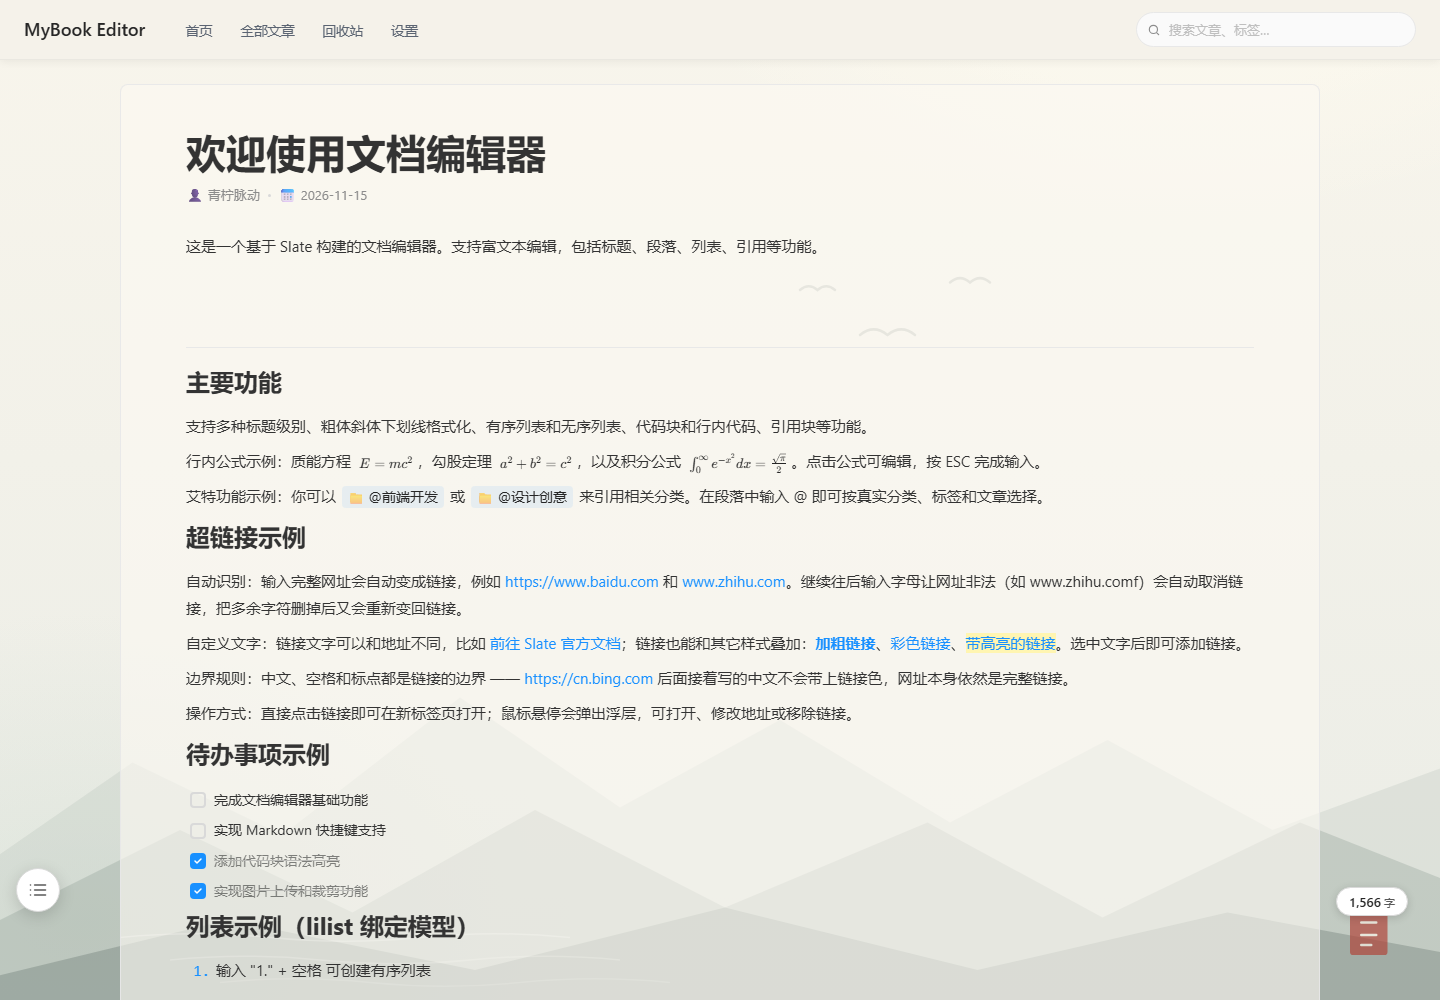 MyBook Editor 首页 全部文章 回收站 设置 搜索文章、标签...
欢迎使用文档编辑器
青柠脉动 · 2026-11-15
这是一个基于 Slate 构建的文档编辑器。支持富文本编辑，包括标题、段落、列表、引用等功能。
主要功能
支持多种标题级别、粗体斜体下划线格式化、有序列表和无序列表、代码块和行内代码、引用块等功能。
行内公式示例：质能方程 E = mc²，勾股定理 a² + b² = c²，以及积分公式 ∫₀^∞ e^{-x²} dx = √π/2 。点击公式可编辑，按 ESC 完成输入。
艾特功能示例：你可以 @前端开发 或 @设计创意 来引用相关分类。在段落中输入 @ 即可按真实分类、标签和文章选择。
超链接示例
自动识别：输入完整网址会自动变成链接，例如 https://www.baidu.com 和 www.zhihu.com。继续往后输入字母让网址非法（如 www.zhihu.comf）会自动取消链
接，把多余字符删掉后又会重新变回链接。
自定义文字：链接文字可以和地址不同，比如 前往 Slate 官方文档；链接也能和其它样式叠加：加粗链接、彩色链接、带高亮的链接。选中文字后即可添加链接。
边界规则：中文、空格和标点都是链接的边界 —— https://cn.bing.com 后面接着写的中文不会带上链接色，网址本身依然是完整链接。
操作方式：直接点击链接即可在新标签页打开；鼠标悬停会弹出浮层，可打开、修改地址或移除链接。
待办事项示例
完成文档编辑器基础功能
实现 Markdown 快捷键支持
添加代码块语法高亮
实现图片上传和裁剪功能
列表示例（lilist 绑定模型）
1. 输入 "1." + 空格 可创建有序列表
1,566 字